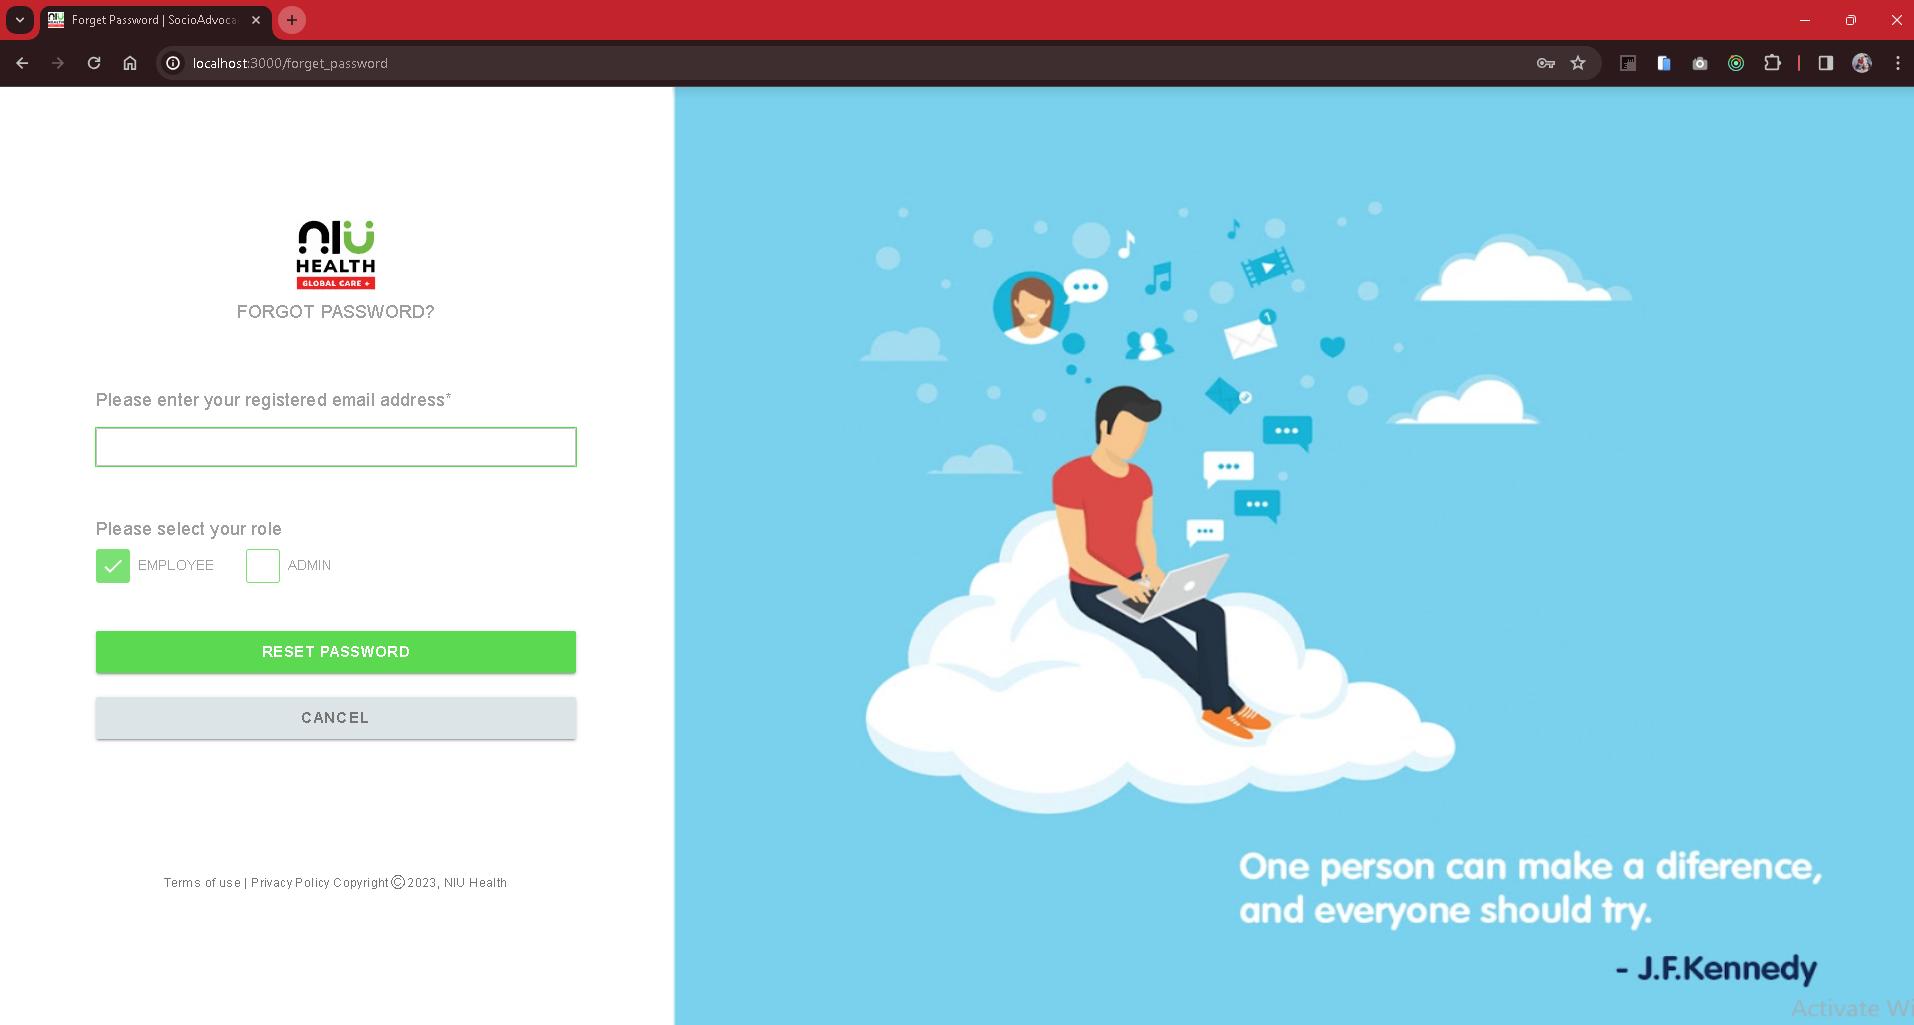 Forget Password | SocioAdvoca
localhost:3000/forget_password
NIU
HEALTH
GLOBAL CARE +
FORGOT PASSWORD?
Please enter your registered email address*
Please select your role
EMPLOYEE ADMIN
RESET PASSWORD
CANCEL
Terms of use | Privacy Policy Copyright©2023, NIU Health
1
One person can make a diference,
and everyone should try.
- J.F.Kennedy
Activate Wi